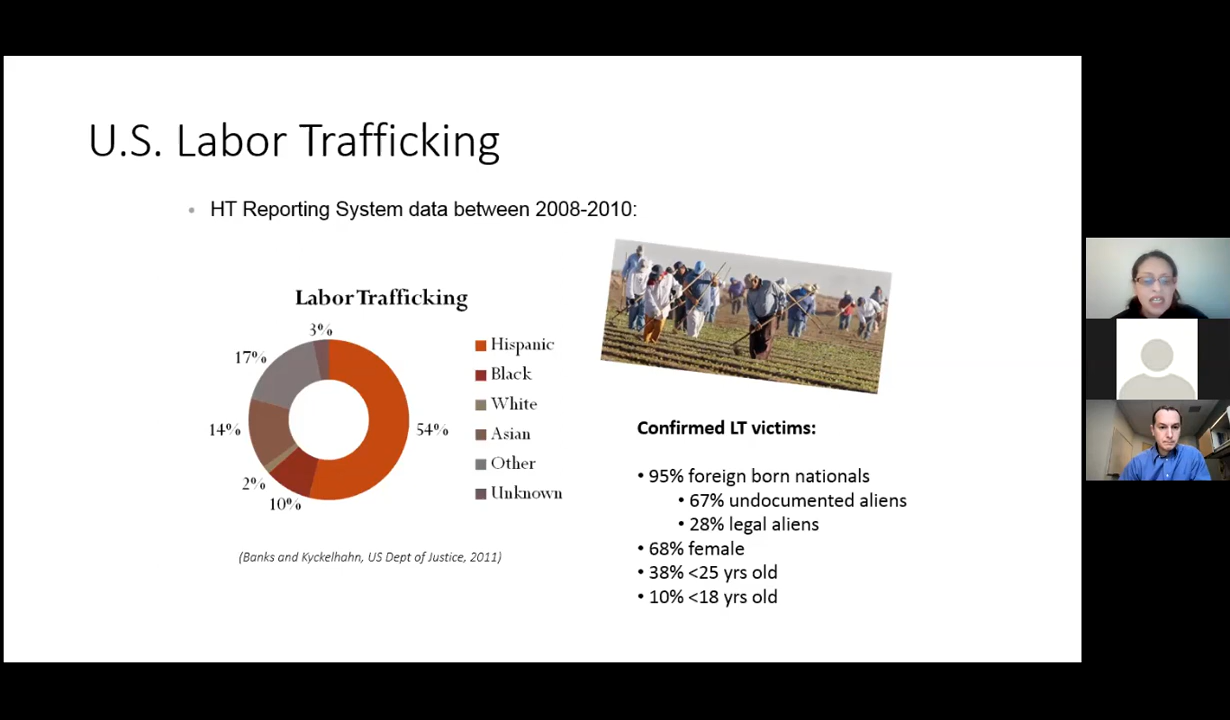 U.S. Labor Trafficking
• HT Reporting System data between 2008-2010:
Labor Trafficking
3%
17%
14%
2%
10%
54%
Hispanic
Black
White
Asian
Other
Unknown
(Banks and Kyckelhahn, US Dept of Justice, 2011)
Confirmed LT victims:
• 95% foreign born nationals
• 67% undocumented aliens
• 28% legal aliens
• 68% female
• 38% <25 yrs old
• 10% <18 yrs old